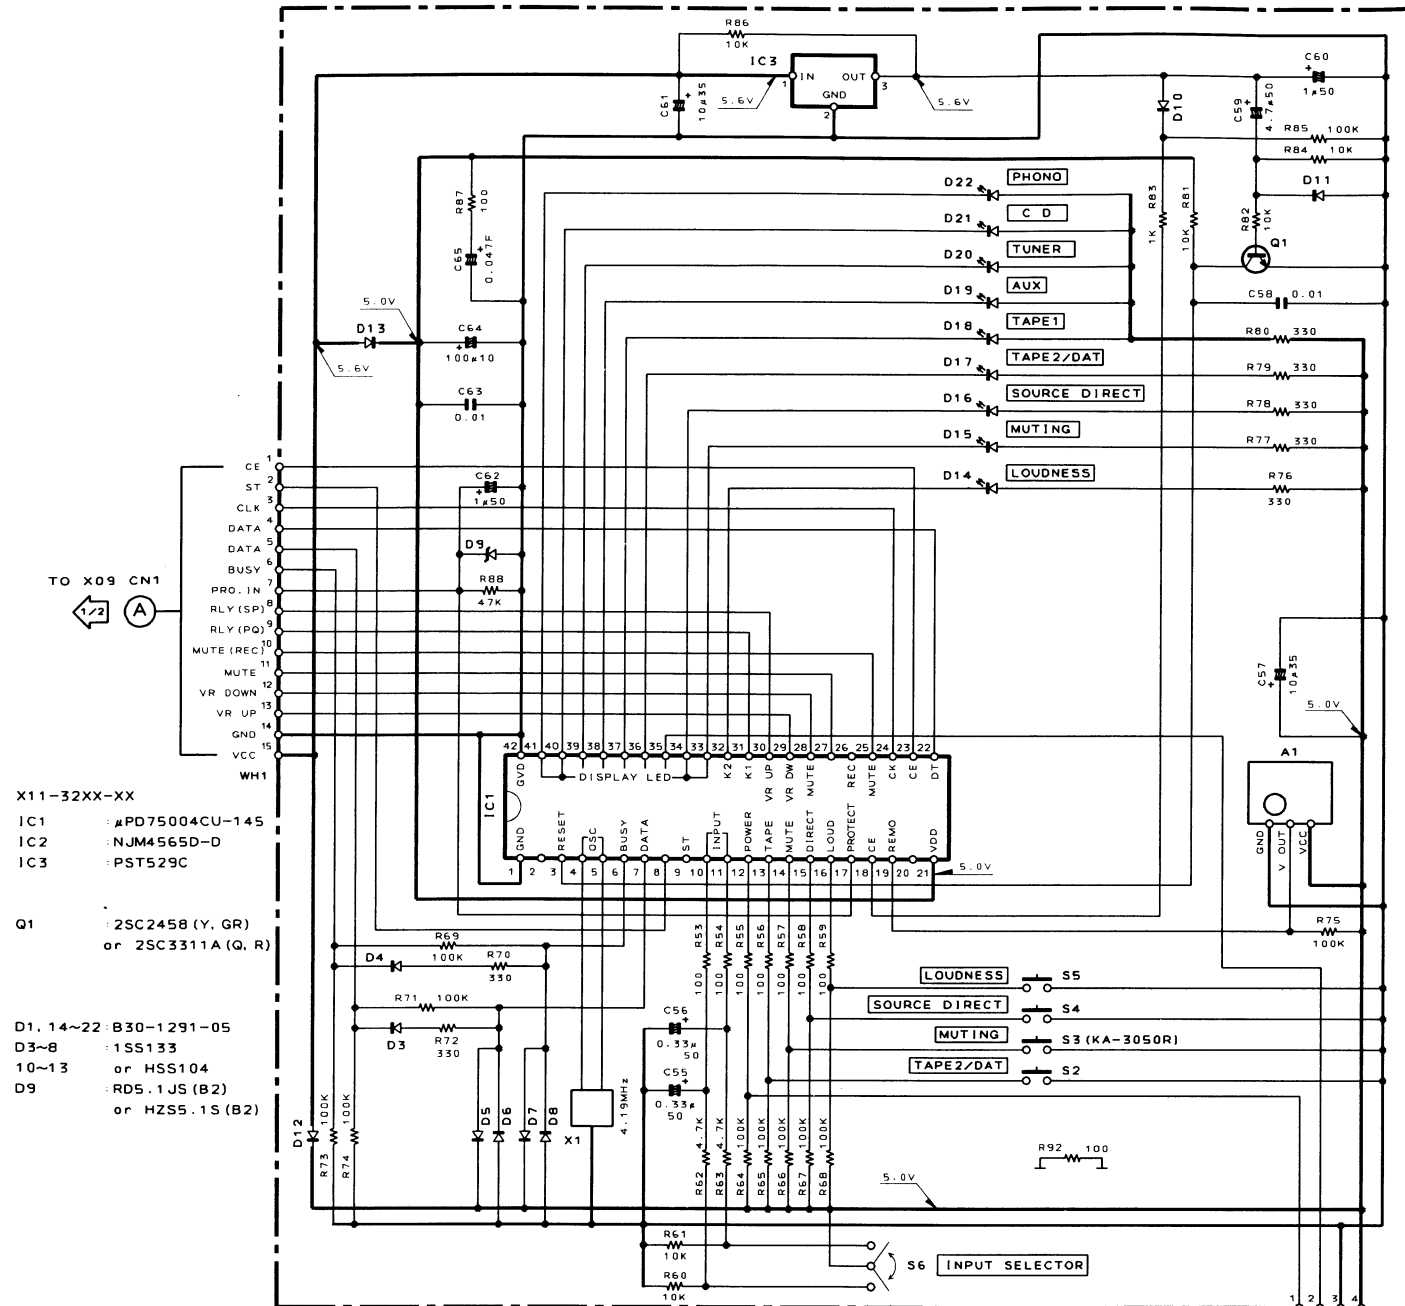 R86
10K
IC3
IN
OUT
GND
1
2
3
5.6V
5.6V
C61
10μ35
C60
1μ50
D10
C59
4.7μ50
R85
100K
R84
10K
D11
R87
100
C65
0.047F
R83
1K
R81
10K
R82
10K
Q1
C58
0.01
D22
PHONO
D21
C D
D20
TUNER
D19
AUX
D18
TAPE1
D17
TAPE2/DAT
D16
SOURCE DIRECT
D15
MUTING
D14
LOUDNESS
R80
330
R79
330
R78
330
R77
330
R76
330
5.0V
D13
5.6V
C64
100μ10
C63
0.01
C62
1μ50
D9
R88
47K
TO X09 CN1
1/2
A
CE 1
ST 2
CLK 3
DATA 4
DATA 5
BUSY 6
PRO.IN 7
RLY(SP) 8
RLY(PQ) 9
MUTE(REC) 10
MUTE 11
VR DOWN 12
VR UP 13
GND 14
VCC 15
WH1
C57
10μ35
5.0V
A1
GND
V OUT
VCC
R75
100K
42 41 40 39 38 37 36 35 34 33 32 31 30 29 28 27 26 25 24 23 22
GVD
DISPLAY LED
K2
K1
VR UP
VR DW
MUTE
REC
MUTE
CK
CE
DT
IC1
GND
RESET
OSC
BUSY
DATA
ST
INPUT
POWER
TAPE
MUTE
DIRECT
LOUD
PROTECT
CE
REMO
VDD
1 2 3 4 5 6 7 8 9 10 11 12 13 14 15 16 17 18 19 20 21
5.0V
X11-32XX-XX
IC1 :μPD75004CU-145
IC2 :NJM4565D-D
IC3 :PST529C
Q1 :2SC2458(Y, GR)
or 2SC3311A(Q, R)
D1, 14~22:B30-1291-05
D3~8 :1SS133
10~13 or HSS104
D9 :RD5.1JS(B2)
or HZS5.1S(B2)
R69
100K
D4
R70
330
R71
100K
D3
R72
330
R53
100
R54
100
R55
100
R56
100
R57
100
R58
100
R59
100
LOUDNESS
S5
SOURCE DIRECT
S4
MUTING
S3(KA-3050R)
TAPE2/DAT
S2
C56
0.33μ
50
C55
0.33μ
50
D12
R73
100K
R74
100K
D5
D6
D7
D8
X1
4.19MHz
R62
4.7K
R63
4.7K
R64
100K
R65
100K
R66
100K
R67
100K
R68
100K
R92
100
5.0V
R61
10K
R60
10K
S6
INPUT SELECTOR
1 2 3 4